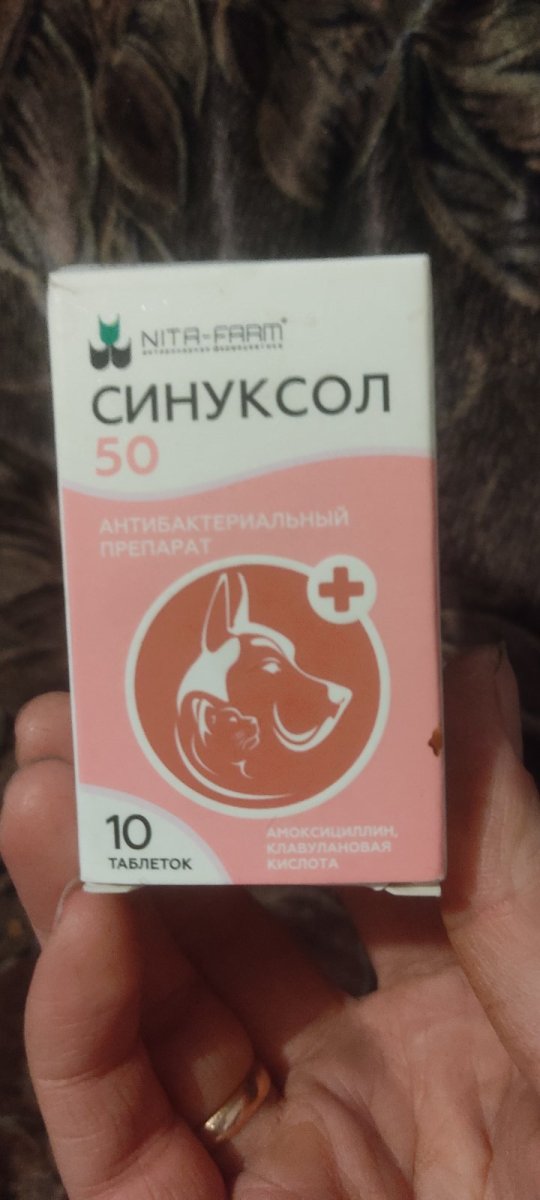 NITA-FARM®
СИНУКСОЛ
50
АНТИБАКТЕРИАЛЬНЫЙ
ПРЕПАРАТ
10
ТАБЛЕТОК
АМОКСИЦИЛЛИН,
КЛАВУЛАНОВАЯ
КИСЛОТА